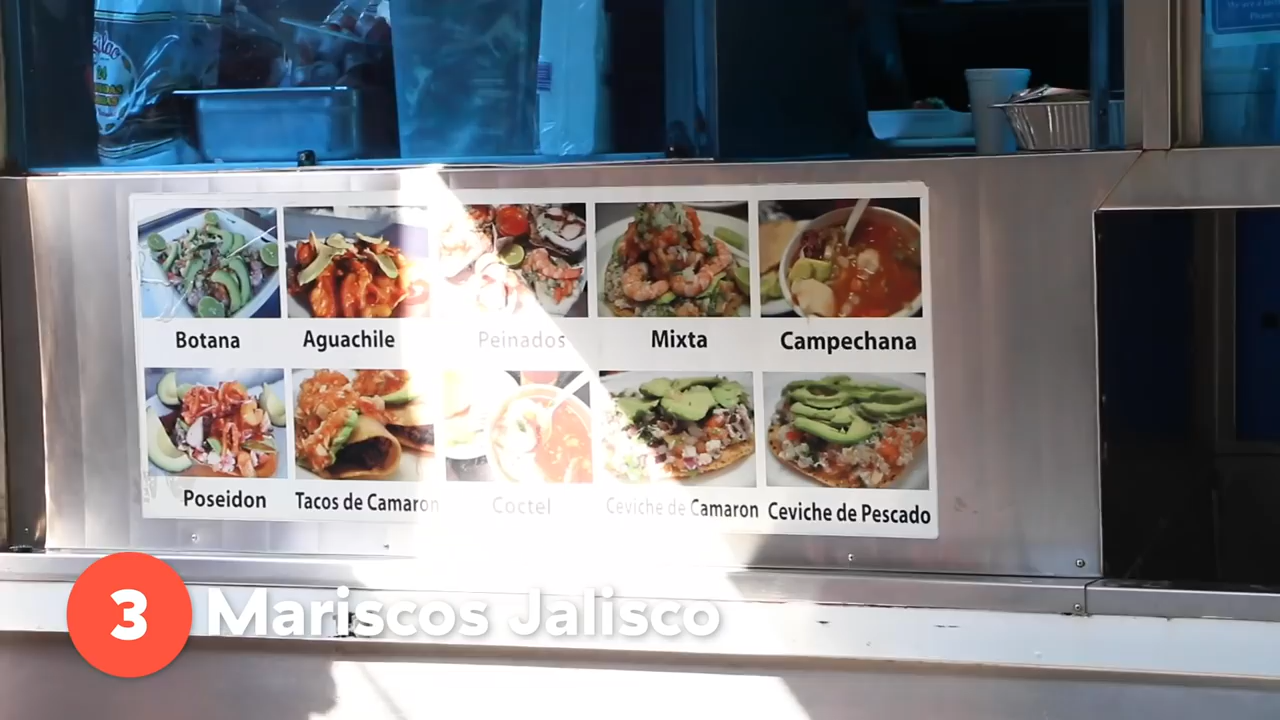 Botana Aguachile Peinados Mixta Campechana
Poseidon Tacos de Camaron Coctel Ceviche de Camaron Ceviche de Pescado
3 Mariscos Jalisco